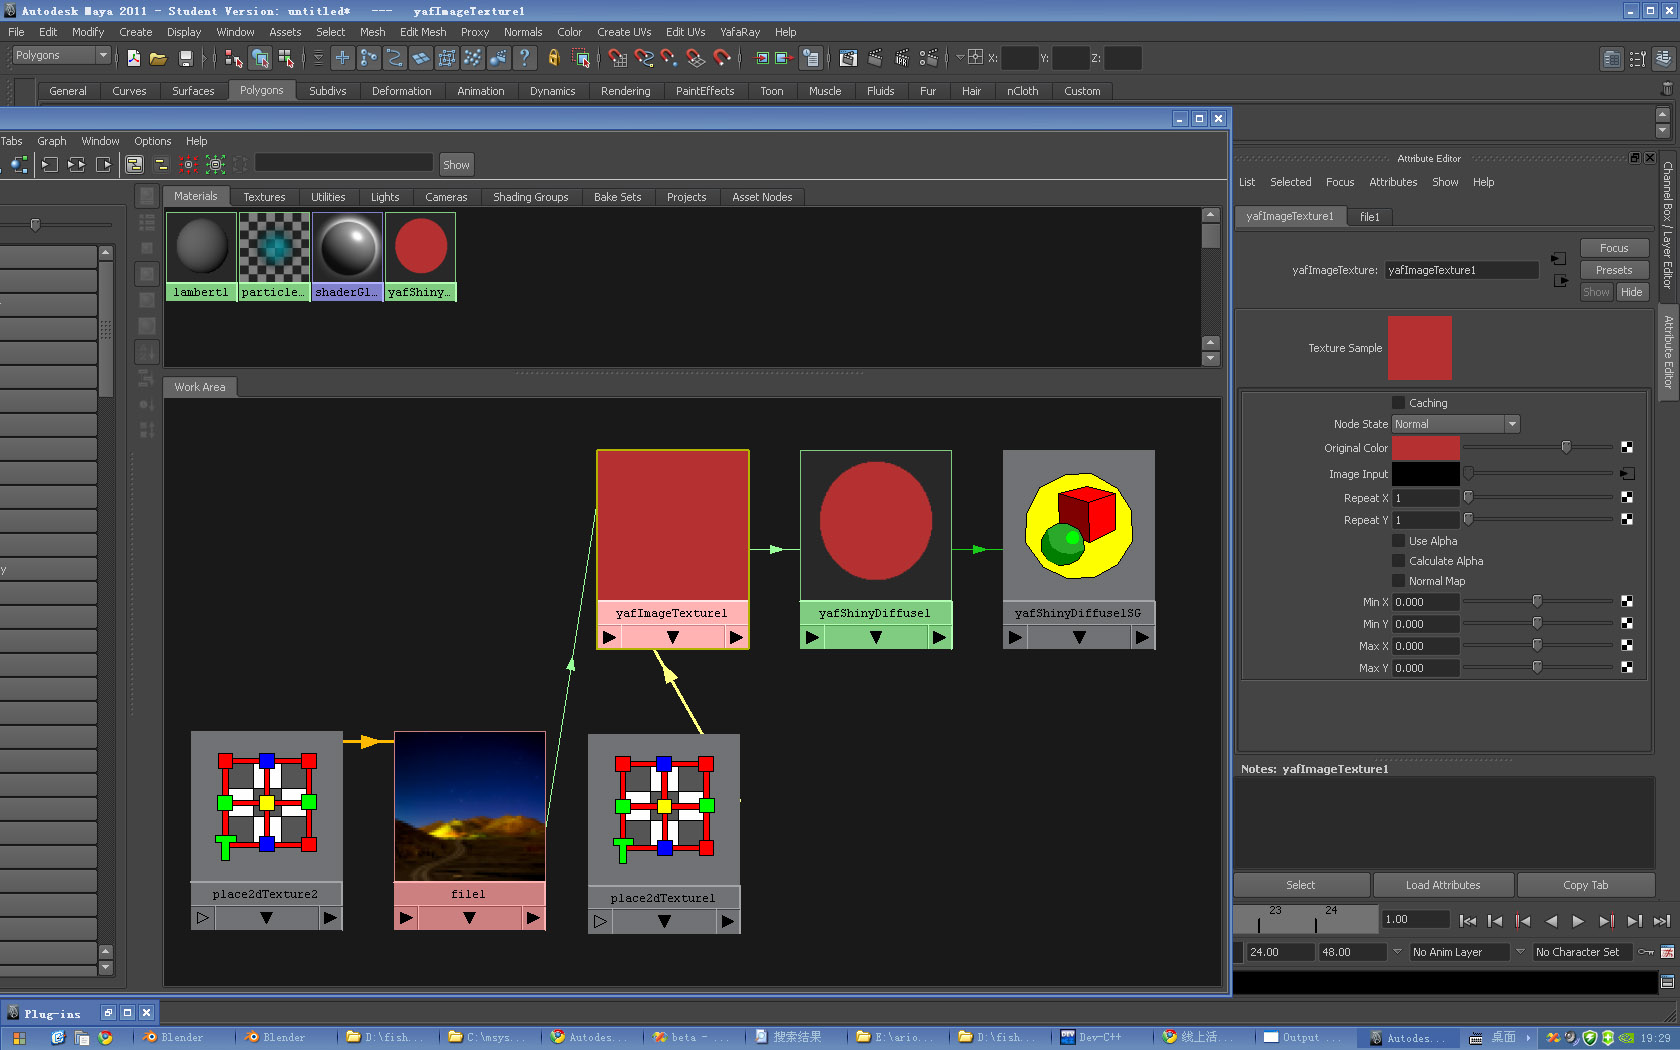 Autodesk Maya 2011 - Student Version: untitled* --- yafImageTexture1
File Edit Modify Create Display Window Assets Select Mesh Edit Mesh Proxy Normals Color Create UVs Edit UVs YafaRay Help
Polygons X: Y: Z:
General Curves Surfaces Polygons Subdivs Deformation Animation Dynamics Rendering PaintEffects Toon Muscle Fluids Fur Hair nCloth Custom
Tabs Graph Window Options Help
Show
Materials Textures Utilities Lights Cameras Shading Groups Bake Sets Projects Asset Nodes
lambert1 particle... shaderGl... yafShiny...
Work Area
yafImageTexture1 yafShinyDiffuse1 yafShinyDiffuse1SG
place2dTexture2 file1 place2dTexture1
y
Attribute Editor
List Selected Focus Attributes Show Help
yafImageTexture1 file1
Focus
yafImageTexture: yafImageTexture1 Presets
Show Hide
Texture Sample
Caching
Node State Normal
Original Color
Image Input
Repeat X 1
Repeat Y 1
Use Alpha
Calculate Alpha
Normal Map
Min X 0.000
Min Y 0.000
Max X 0.000
Max Y 0.000
Notes: yafImageTexture1
Select Load Attributes Copy Tab
Channel Box / Layer Editor
Attribute Editor
23 24 1.00
24.00 48.00 No Anim Layer No Character Set
Plug-ins
Blender Blender D:\fish... C:\msys... Autodes... beta - ... 搜索结果 E:\ario... D:\fish... Dev-C++ 线上活... Output ... Autodes... 桌面 19:29